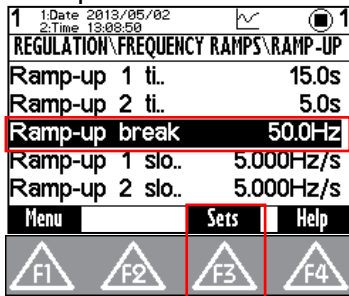 1 1:Date 2013/05/02 1
2:Time 13:08:50
REGULATION\FREQUENCY RAMPS\RAMP-UP
Ramp-up 1 ti.. 15.0s
Ramp-up 2 ti.. 5.0s
Ramp-up break 50.0Hz
Ramp-up 1 slo.. 5.000Hz/s
Ramp-up 2 slo.. 5.000Hz/s
Menu Sets Help
F1 F2 F3 F4